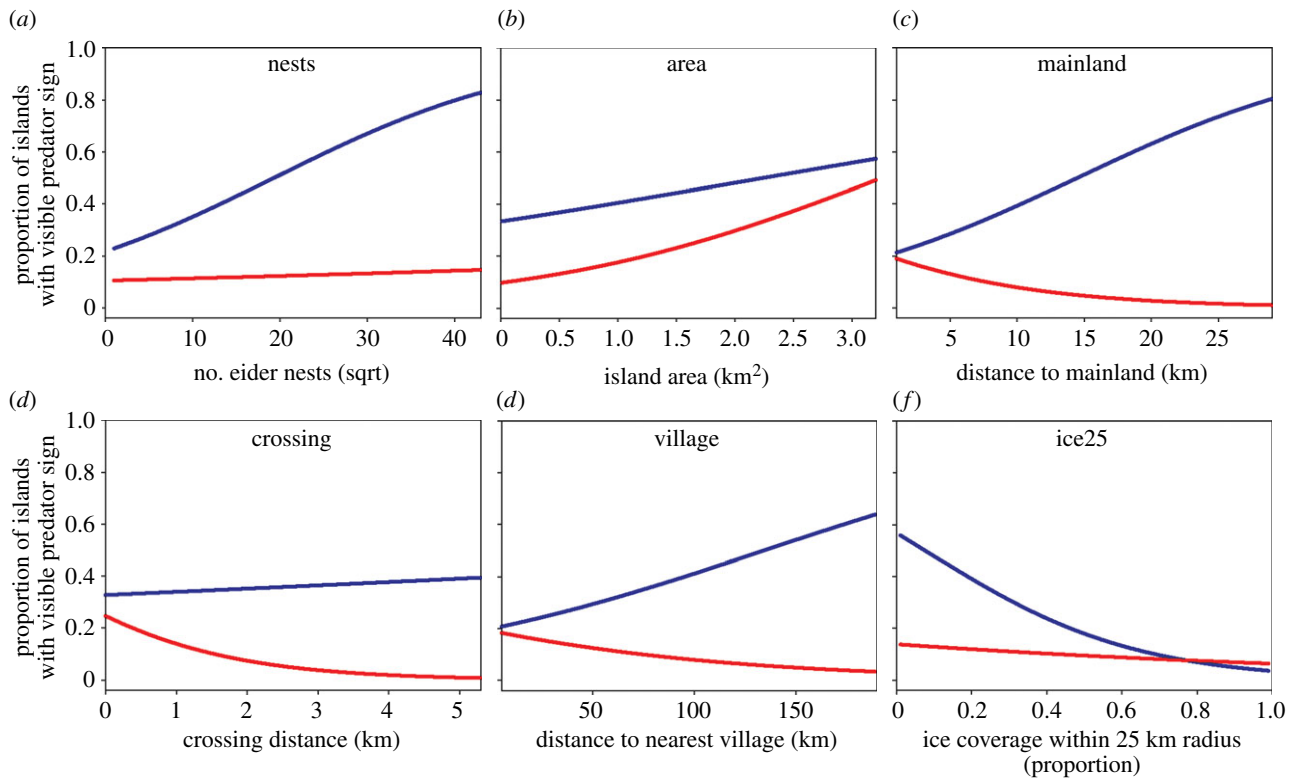 (a)
(b)
(c)
proportion of islands
with visible predator sign
1.0
0.8
0.6
0.4
0.2
0
nests
area
mainland
0 10 20 30 40
0 0.5 1.0 1.5 2.0 2.5 3.0
5 10 15 20 25
no. eider nests (sqrt)
island area (km²)
distance to mainland (km)
(d)
(d)
(f)
proportion of islands
with visible predator sign
1.0
0.8
0.6
0.4
0.2
0
crossing
village
ice25
0 1 2 3 4 5
50 100 150
0 0.2 0.4 0.6 0.8 1.0
crossing distance (km)
distance to nearest village (km)
ice coverage within 25 km radius
(proportion)